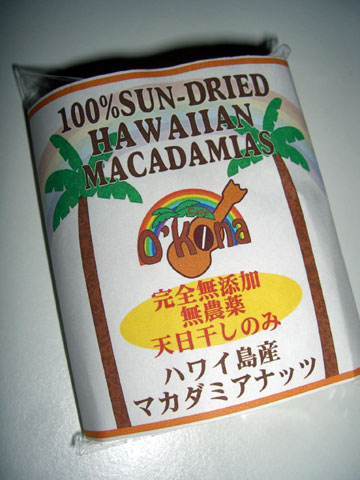 100% SUN-DRIED
HAWAIIAN
MACADAMIAS
O'Kona
完全無添加
無農薬
天日干しのみ
ハワイ島産
マカダミアナッツ